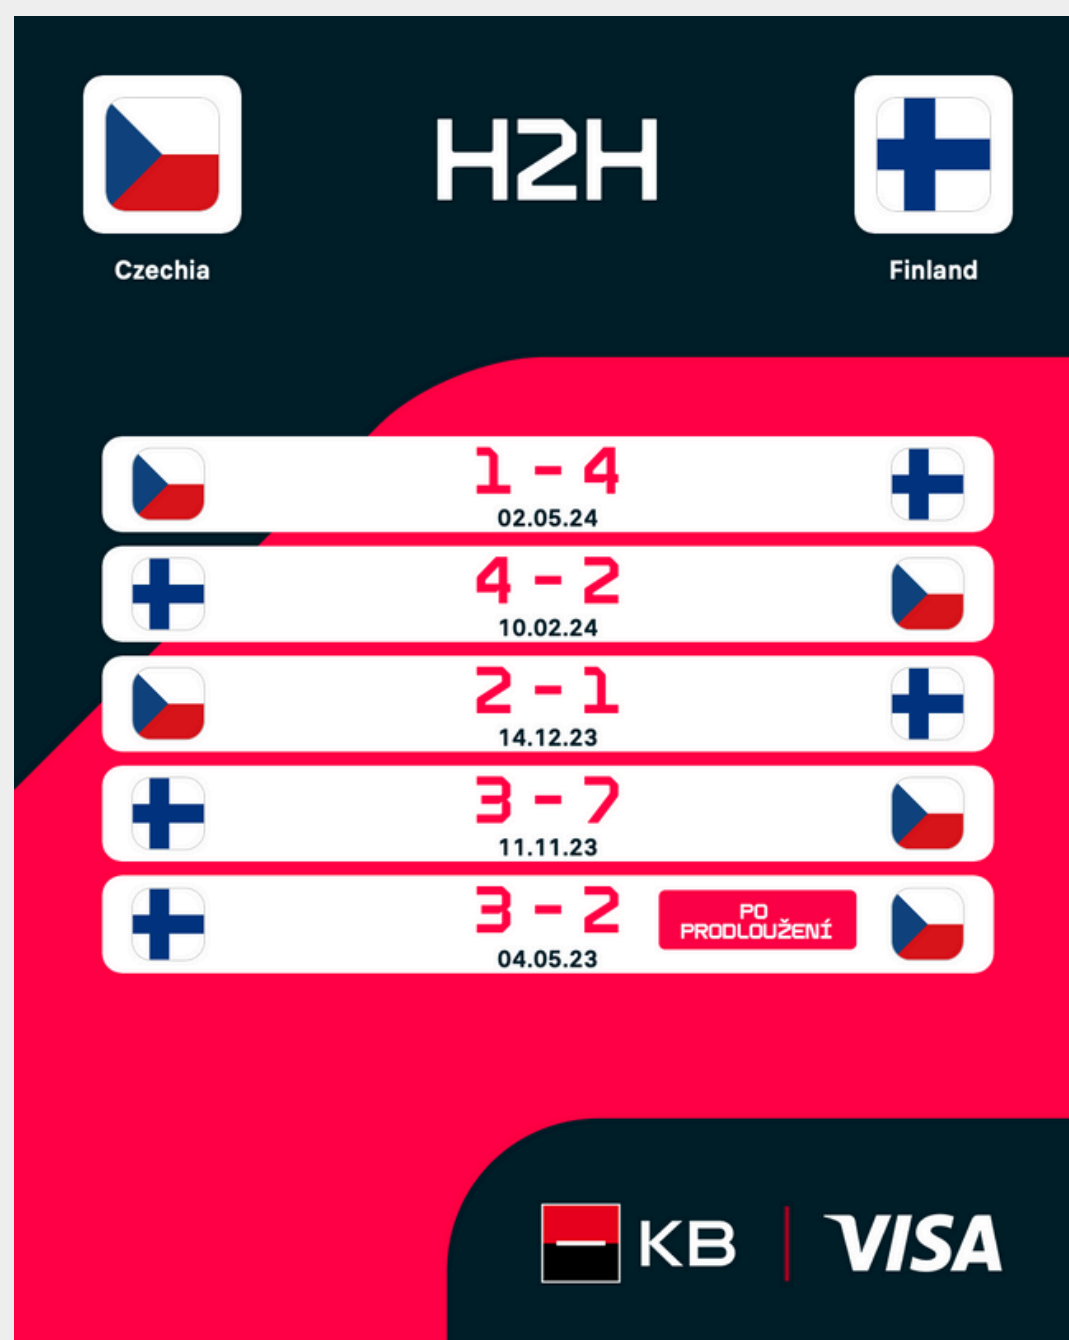 H2H
Czechia
Finland
1 - 4
02.05.24
4 - 2
10.02.24
2 - 1
14.12.23
3 - 7
11.11.23
3 - 2
PO
PRODLOUŽENÍ
04.05.23
KB
VISA